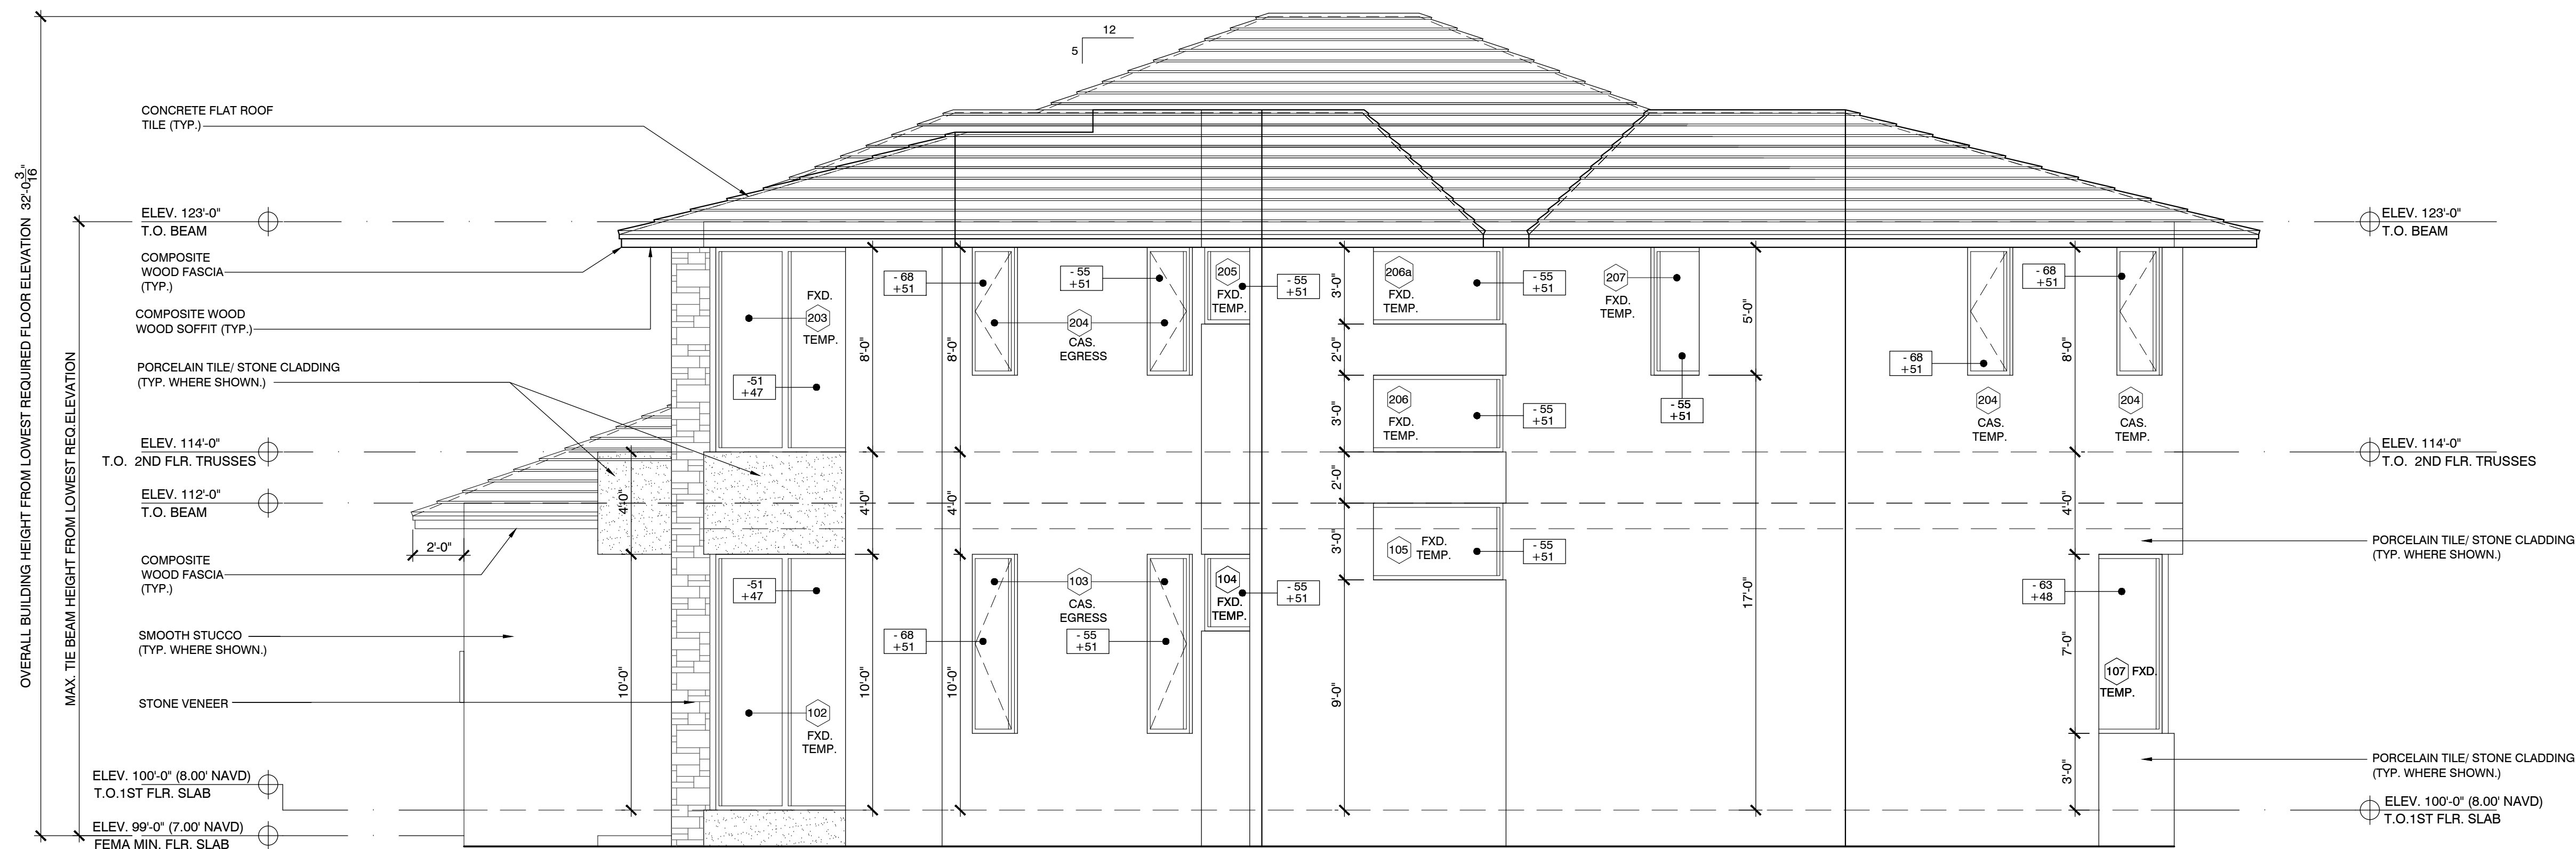 OVERALL BUILDING HEIGHT FROM LOWEST REQUIRED FLOOR ELEVATION 32'-0 3/16"
MAX. TIE BEAM HEIGHT FROM LOWEST REQ.ELEVATION
12
5
CONCRETE FLAT ROOF
TILE (TYP.)
ELEV. 123'-0"
T.O. BEAM
COMPOSITE
WOOD FASCIA
(TYP.)
COMPOSITE WOOD
WOOD SOFFIT (TYP.)
PORCELAIN TILE/ STONE CLADDING
(TYP. WHERE SHOWN.)
ELEV. 114'-0"
T.O. 2ND FLR. TRUSSES
ELEV. 112'-0"
T.O. BEAM
COMPOSITE
WOOD FASCIA
(TYP.)
SMOOTH STUCCO
(TYP. WHERE SHOWN.)
STONE VENEER
ELEV. 100'-0" (8.00' NAVD)
T.O.1ST FLR. SLAB
ELEV. 99'-0" (7.00' NAVD)
FEMA MIN. FLR. SLAB
2'-0"
4'-0"
10'-0"
FXD.
203
TEMP.
-51
+47
-51
+47
102
FXD.
TEMP.
8'-0"
4'-0"
10'-0"
8'-0"
4'-0"
10'-0"
- 68
+51
- 55
+51
204
CAS.
EGRESS
103
CAS.
EGRESS
- 68
+51
- 55
+51
205
FXD.
TEMP.
- 55
+51
104
FXD.
TEMP.
- 55
+51
3'-0"
2'-0"
3'-0"
2'-0"
3'-0"
9'-0"
206a
FXD.
TEMP.
- 55
+51
206
FXD.
TEMP.
- 55
+51
105
FXD.
TEMP.
- 55
+51
207
FXD.
TEMP.
- 55
+51
5'-0"
17'-0"
- 68
+51
204
CAS.
TEMP.
- 68
+51
204
CAS.
TEMP.
8'-0"
4'-0"
7'-0"
3'-0"
- 63
+48
107
FXD.
TEMP.
ELEV. 123'-0"
T.O. BEAM
ELEV. 114'-0"
T.O. 2ND FLR. TRUSSES
PORCELAIN TILE/ STONE CLADDING
(TYP. WHERE SHOWN.)
PORCELAIN TILE/ STONE CLADDING
(TYP. WHERE SHOWN.)
ELEV. 100'-0" (8.00' NAVD)
T.O.1ST FLR. SLAB